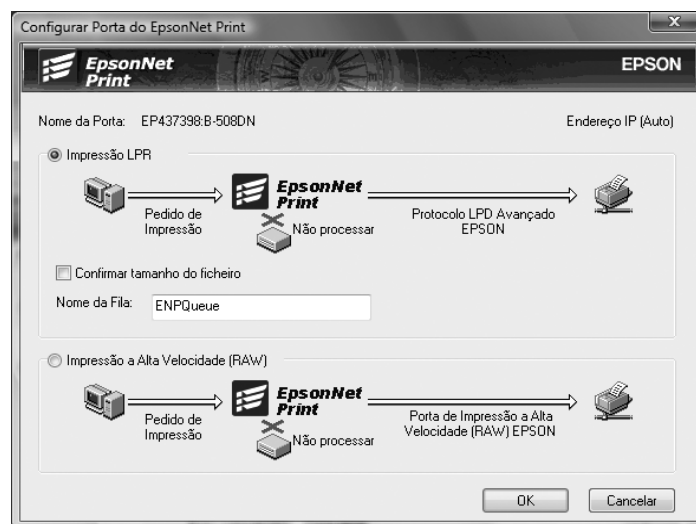 Configurar Porta do EpsonNet Print
EpsonNet
Print
EPSON
Nome da Porta: EP437398:B-508DN
Endereço IP (Auto)
Impressão LPR
Pedido de
Impressão
EpsonNet
Print
Não processar
Protocolo LPD Avançado
EPSON
Confirmar tamanho do ficheiro
Nome da Fila: ENPQueue
Impressão a Alta Velocidade (RAW)
Pedido de
Impressão
EpsonNet
Print
Não processar
Porta de Impressão a Alta
Velocidade (RAW) EPSON
OK
Cancelar